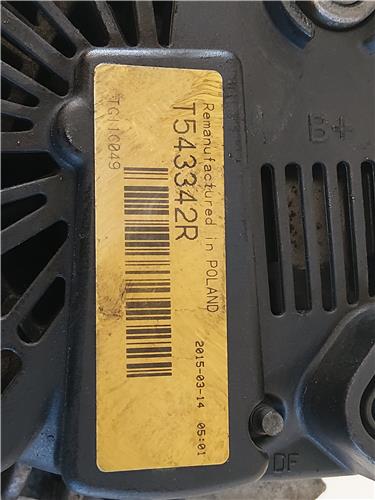 Remanufactured in POLAND
T543342R
TG11C049
2015-03-14 05:01
B+
DF